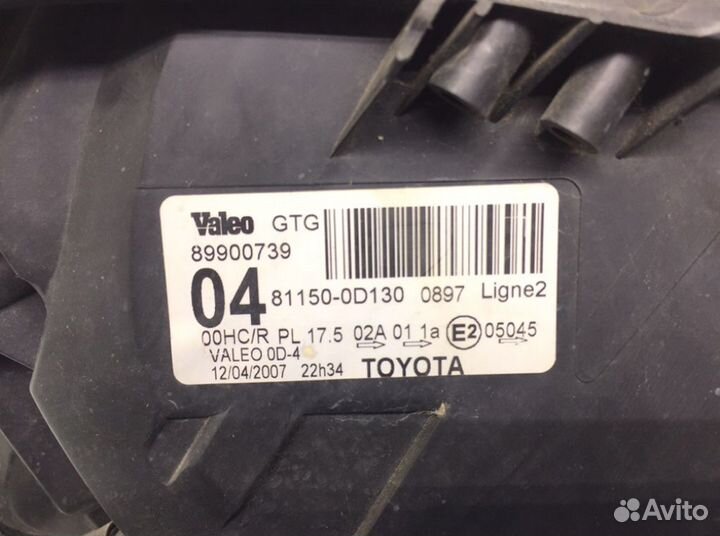 Valeo GTG
89900739
04 81150-0D130 0897 Ligne2
00HC/R PL 17.5 02A 01 1a E2 05045
VALEO 0D-4
12/04/2007 22h34 TOYOTA
Avito